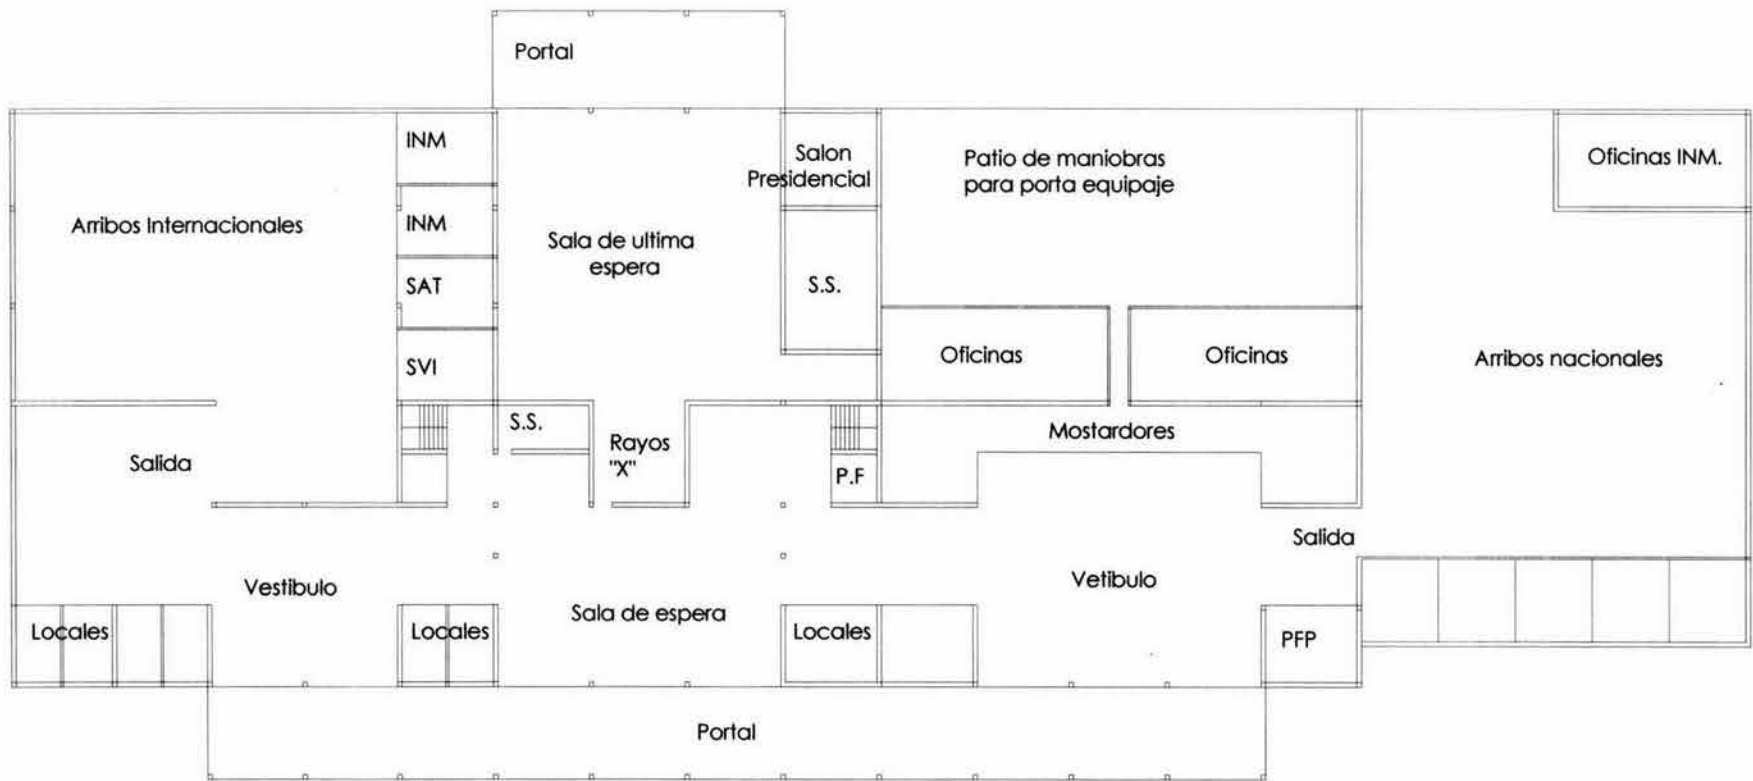 Portal
INM
Salon
Presidencial
Patio de maniobras
para porta equipaje
Oficinas INM.
Arribos Internacionales
INM
Sala de ultima
espera
SAT
S.S.
SVI
Oficinas
Oficinas
Arribos nacionales
S.S.
Rayos
"X"
Mostardores
Salida
P.F
Salida
Vestibulo
Vetibulo
Locales
Locales
Sala de espera
Locales
PFP
Portal